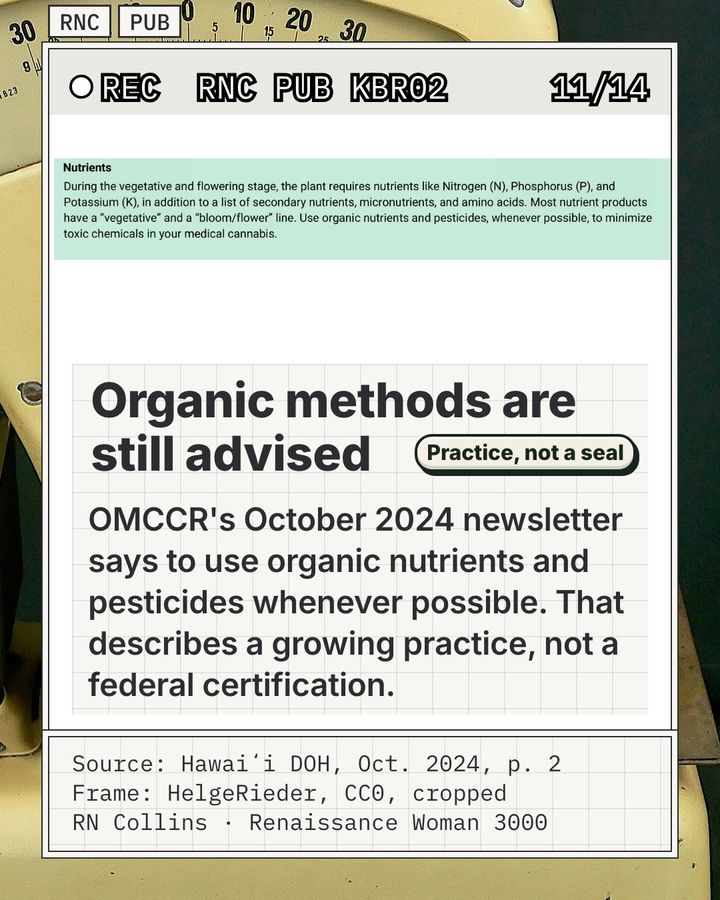 RNC PUB
30 0 10 20 30
5 15
9
1823
REC RNC PUB KBR02 11/14
Nutrients
During the vegetative and flowering stage, the plant requires nutrients like Nitrogen (N), Phosphorus (P), and
Potassium (K), in addition to a list of secondary nutrients, micronutrients, and amino acids. Most nutrient products
have a “vegetative” and a “bloom/flower” line. Use organic nutrients and pesticides, whenever possible, to minimize
toxic chemicals in your medical cannabis.
Organic methods are
still advised
Practice, not a seal
OMCCR's October 2024 newsletter
says to use organic nutrients and
pesticides whenever possible. That
describes a growing practice, not a
federal certification.
Source: Hawaiʻi DOH, Oct. 2024, p. 2
Frame: HelgeRieder, CC0, cropped
RN Collins · Renaissance Woman 3000